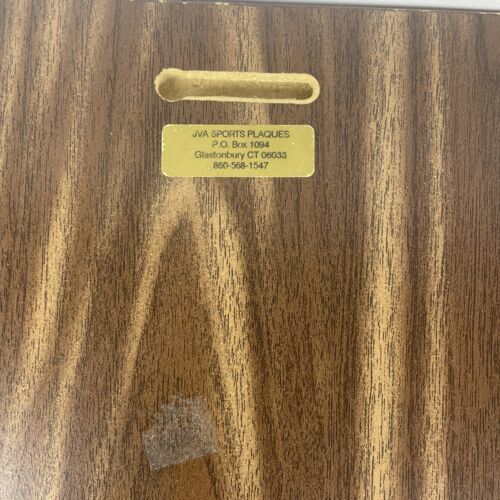 JVA SPORTS PLAQUES
P.O. Box 1094
Glastonbury CT 06033
860-568-1547